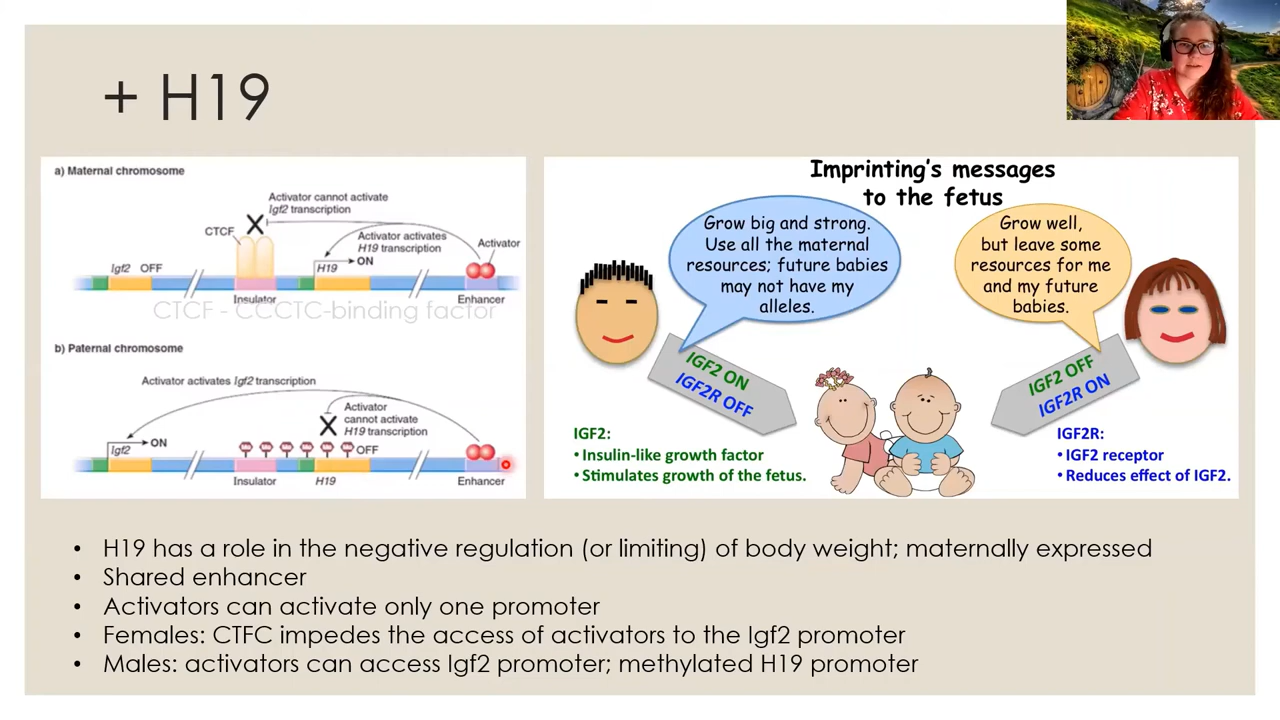 + H19
a) Maternal chromosome
Activator cannot activate
Igf2 transcription
CTCF
Activator activates
H19 transcription
Activator
Igf2 OFF
H19
ON
Insulator
Enhancer
CTCF - CCCTC-binding factor
b) Paternal chromosome
Activator activates Igf2 transcription
Activator
cannot activate
H19 transcription
ON
Igf2
OFF
Insulator
H19
Enhancer
Imprinting's messages
to the fetus
Grow big and strong.
Use all the maternal
resources; future babies
may not have my
alleles.
Grow well,
but leave some
resources for me
and my future
babies.
IGF2 ON
IGF2R OFF
IGF2 OFF
IGF2R ON
IGF2:
• Insulin-like growth factor
• Stimulates growth of the fetus.
IGF2R:
• IGF2 receptor
• Reduces effect of IGF2.
• H19 has a role in the negative regulation (or limiting) of body weight; maternally expressed
• Shared enhancer
• Activators can activate only one promoter
• Females: CTFC impedes the access of activators to the Igf2 promoter
• Males: activators can access Igf2 promoter; methylated H19 promoter